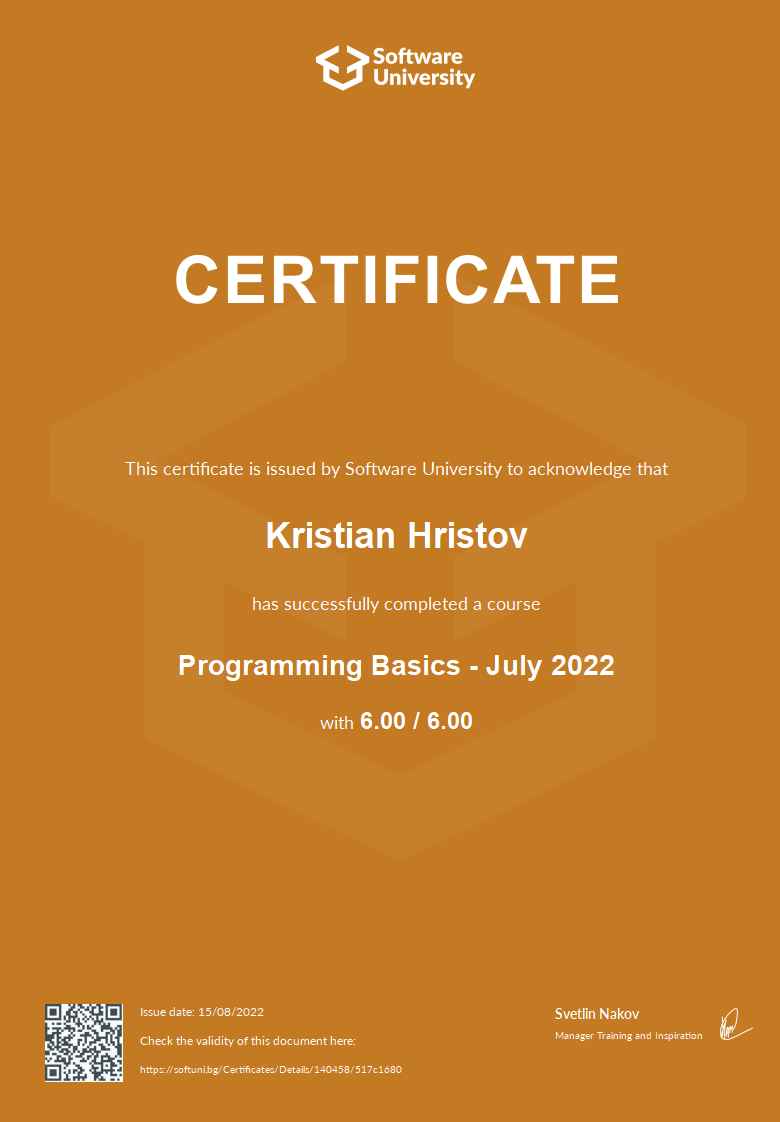 Software
University
CERTIFICATE
This certificate is issued by Software University to acknowledge that
Kristian Hristov
has successfully completed a course
Programming Basics - July 2022
with 6.00 / 6.00
Issue date: 15/08/2022
Check the validity of this document here:
https://softuni.bg/Certificates/Details/140458/517c1680
Svetlin Nakov
Manager Training and Inspiration